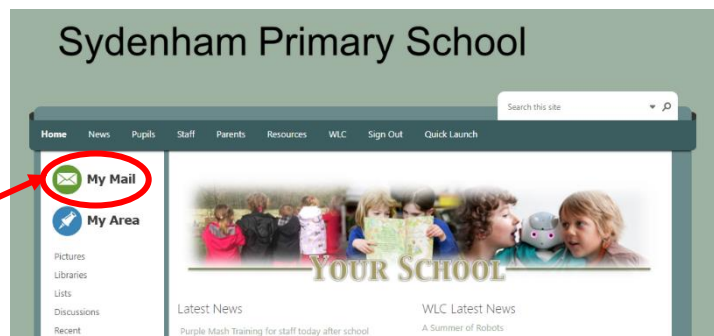 Sydenham Primary School
Search this site
Home News Pupils Staff Parents Resources WLC Sign Out Quick Launch
My Mail
My Area
Pictures
Libraries
Lists
Discussions
Recent
YOUR SCHOOL
Latest News
Purple Mash Training for staff today after school
WLC Latest News
A Summer of Robots